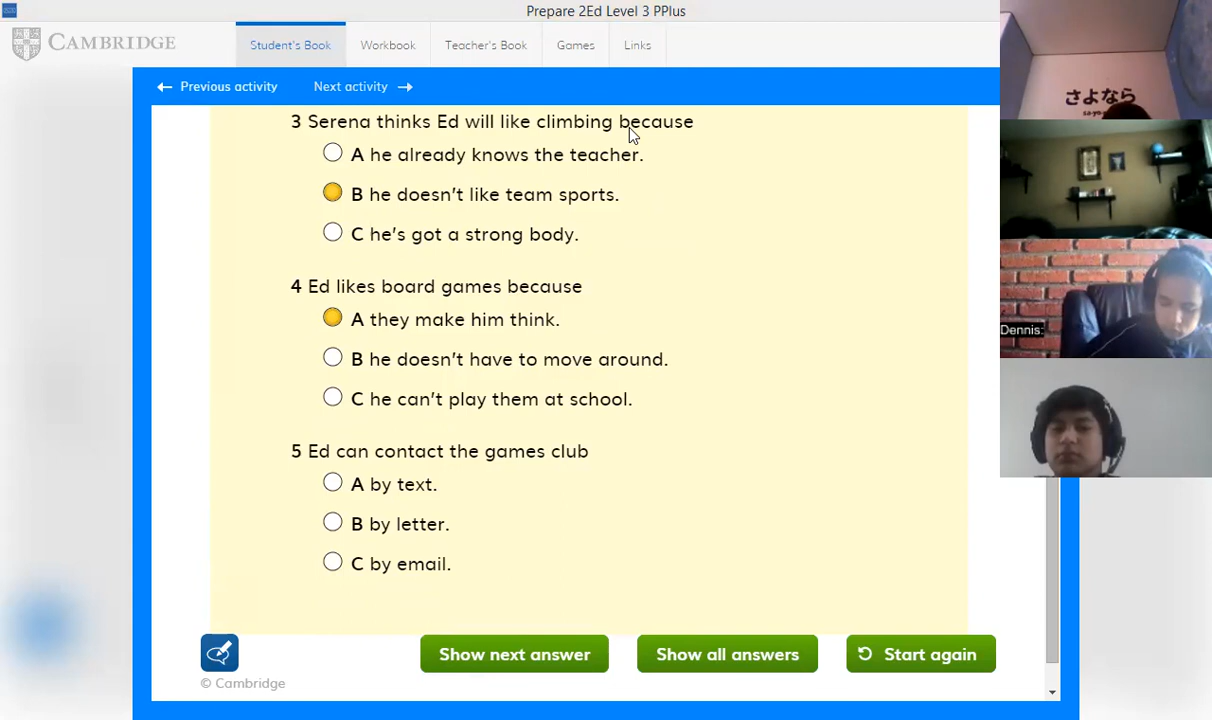 Prepare 2Ed Level 3 PPlus
CAMBRIDGE
Student's Book
Workbook
Teacher's Book
Games
Links
Previous activity
Next activity
3 Serena thinks Ed will like climbing because
A he already knows the teacher.
B he doesn't like team sports.
C he's got a strong body.
4 Ed likes board games because
A they make him think.
B he doesn't have to move around.
C he can't play them at school.
5 Ed can contact the games club
A by text.
B by letter.
C by email.
Show next answer
Show all answers
Start again
© Cambridge
さよなら
Dennis: